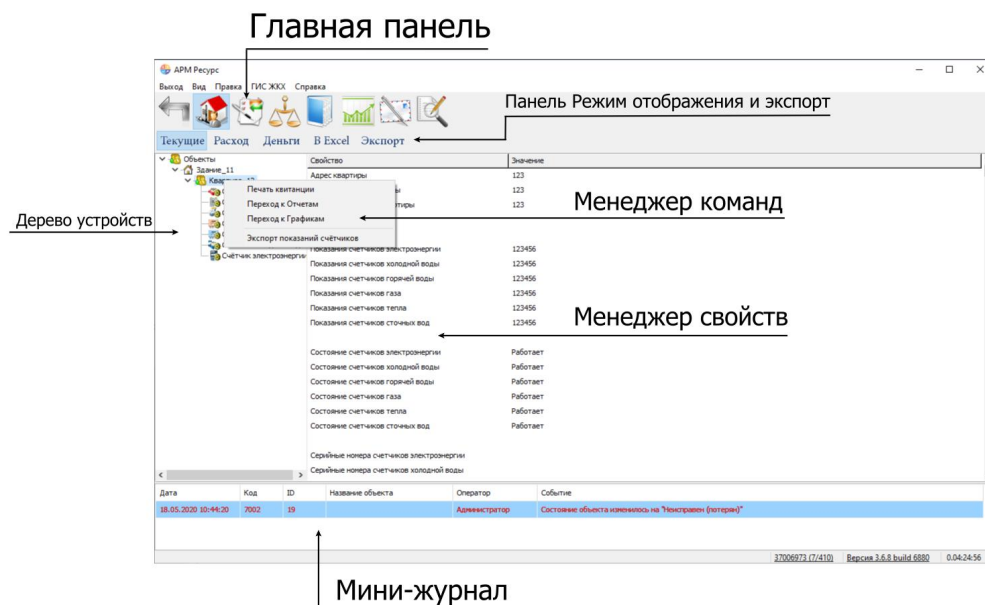 Главная панель
АРМ Ресурс
Выход Вид Правка ГИС ЖКХ Справка
Панель Режим отображения и экспорт
Текущие Расход Деньги В Excel Экспорт
Объекты
Здание_11
Свойство Значение
Адрес квартиры 123
123
123
Печать квитанции
Переход к Отчетам
Переход к Графикам
Экспорт показаний счётчиков
Менеджер команд
Дерево устройств
Счётчик электроэнергии
Показания счетчиков электроэнергии 123456
Показания счетчиков холодной воды 123456
Показания счетчиков горячей воды 123456
Показания счетчиков газа 123456
Показания счетчиков тепла 123456
Показания счетчиков сточных вод 123456
Менеджер свойств
Состояние счетчиков электроэнергии Работает
Состояние счетчиков холодной воды Работает
Состояние счетчиков горячей воды Работает
Состояние счетчиков газа Работает
Состояние счетчиков тепла Работает
Состояние счетчиков сточных вод Работает
Серийные номера счетчиков электроэнергии
Серийные номера счетчиков холодной воды
Дата Код ID Название объекта Оператор Событие
18.05.2020 10:44:20 7002 19 Администратор Состояние объекта изменилось на "Неисправен (потерян)"
37006973 (7/410) Версия 3.6.8 build 6880 0.04:24:56
Мини-журнал